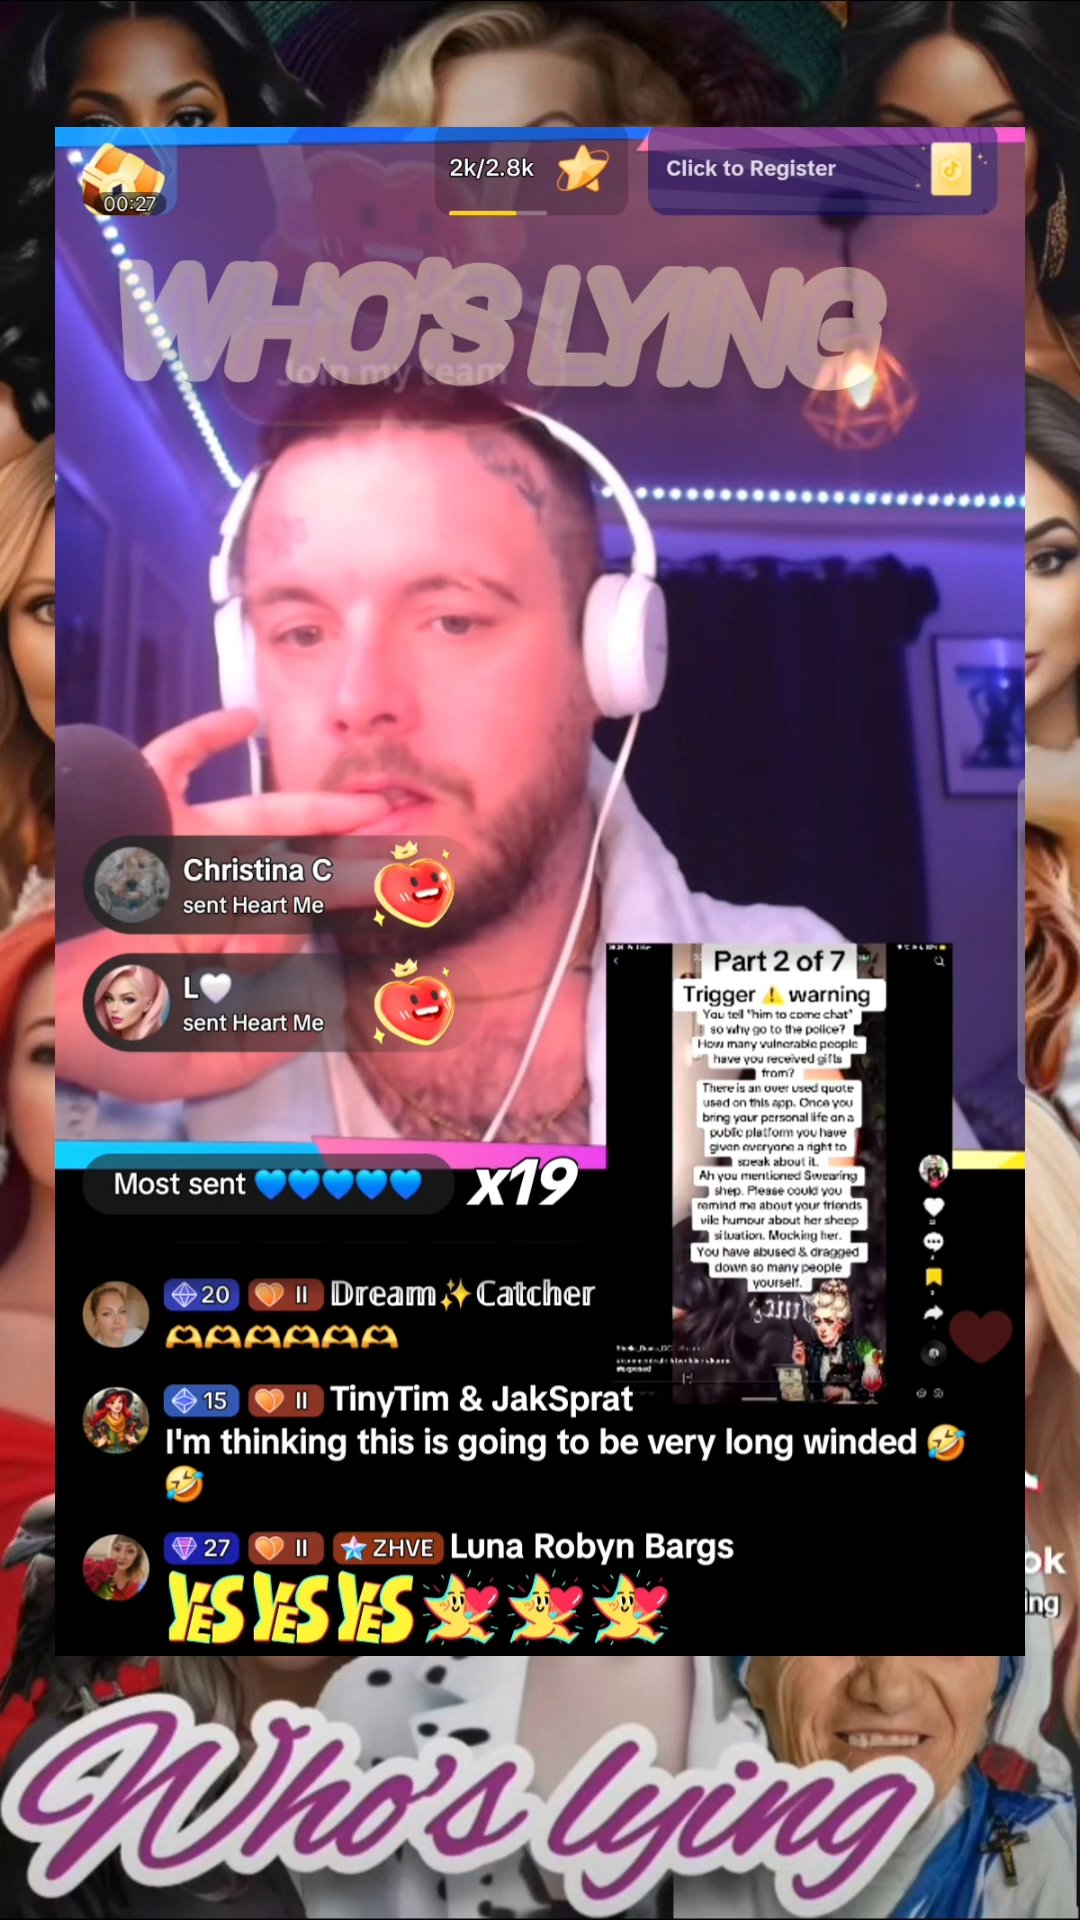 2k/2.8k
Click to Register
00:27
WHO'S LYING
Join my team
Christina C
sent Heart Me
L🤍
sent Heart Me
Part 2 of 7
Trigger ⚠️ warning
You tell "him to come chat"
so why go to the police?
How many vulnerable people
have you received gifts
from?
There is an over used quote
used on this app. Once you
bring your personal life on a
public platform you have
given everyone a right to
speak about it.
Ah you mentioned Swearing
shep. Please could you
remind me about your friends
vile humour about her sheep
situation. Mocking her.
You have abused & dragged
down so many people
yourself.
Most sent 💙💙💙💙💙 x19
20 II Dream✨Catcher
🫶🫶🫶🫶🫶🫶
15 II TinyTim & JakSprat
I'm thinking this is going to be very long winded 🤣
🤣
27 II ZHVE Luna Robyn Bargs
YES YES YES
ok
ing
Who's lying